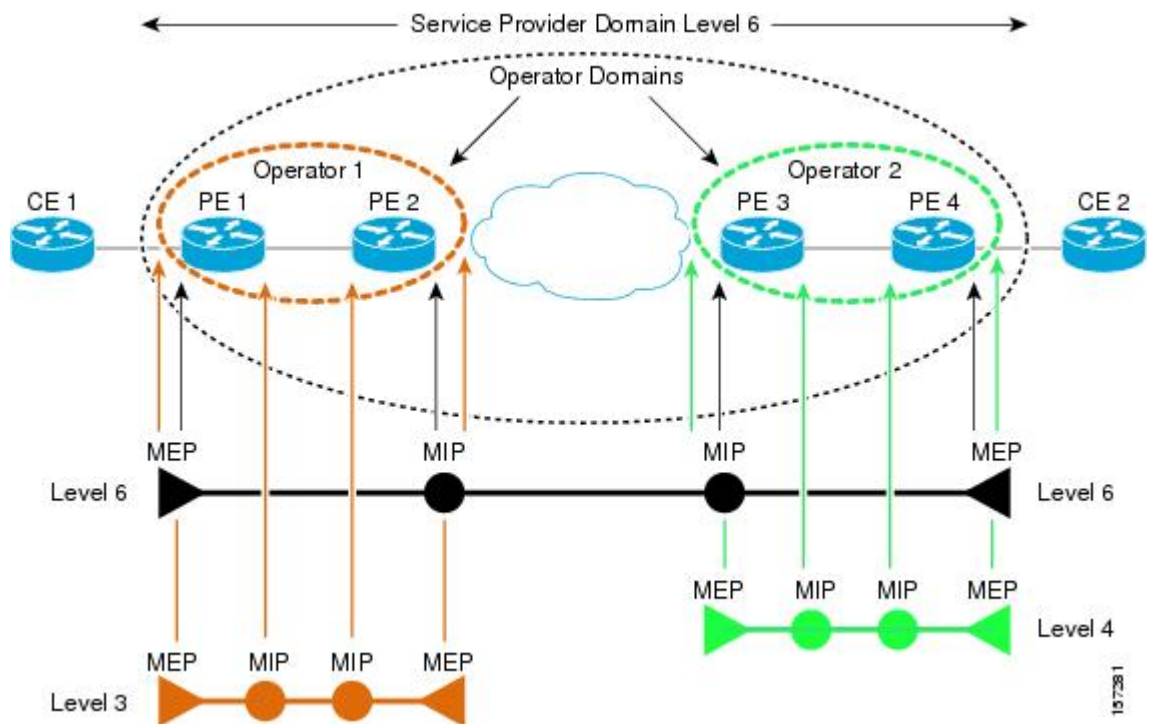 Service Provider Domain Level 6
Operator Domains
Operator 1
Operator 2
CE 1
PE 1
PE 2
PE 3
PE 4
CE 2
MEP
MIP
MIP
MEP
Level 6
Level 6
MEP
MIP
MIP
MEP
Level 4
MEP
MIP
MIP
MEP
Level 3
157281